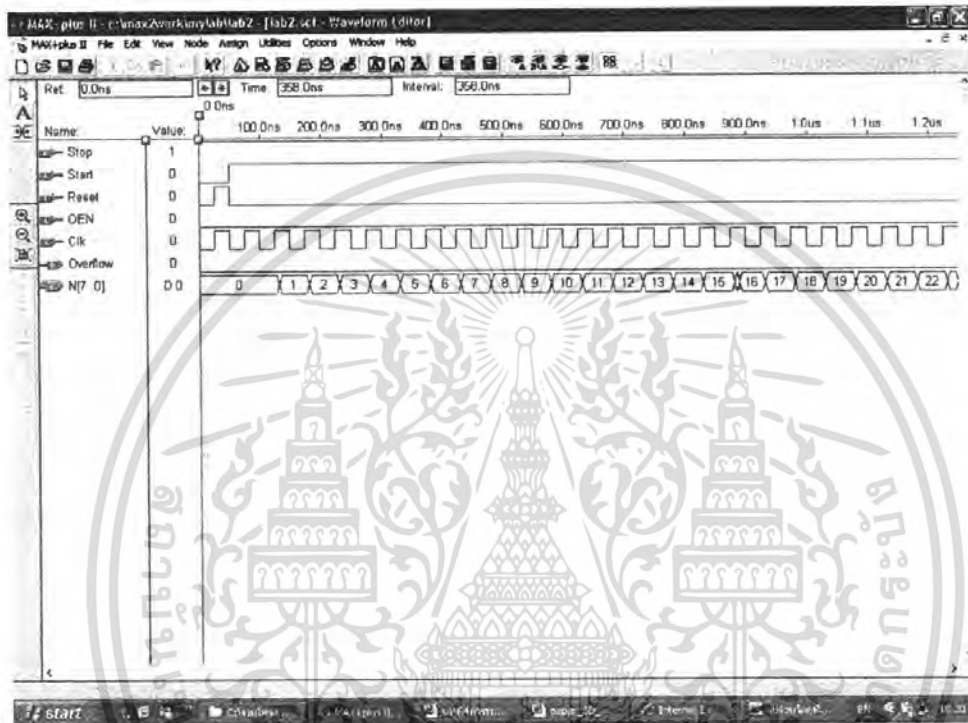 MAX+plus II - c:\max2work\mylab\lab2 - [lab2.scf - Waveform Editor]
MAX+plus II File Edit View Node Assign Utilities Options Window Help
Ref: 0.0ns Time: 358.0ns Interval: 358.0ns
0.0ns
Name: Value: 100.0ns 200.0ns 300.0ns 400.0ns 500.0ns 600.0ns 700.0ns 800.0ns 900.0ns 1.0us 1.1us 1.2us
Stop 1
Start 0
Reset 0
OEN 0
Clk 0
Overflow 0
N[7..0] D 0 0 1 2 3 4 5 6 7 8 9 10 11 12 13 14 15 16 17 18 19 20 21 22
start MAX+plus II EN